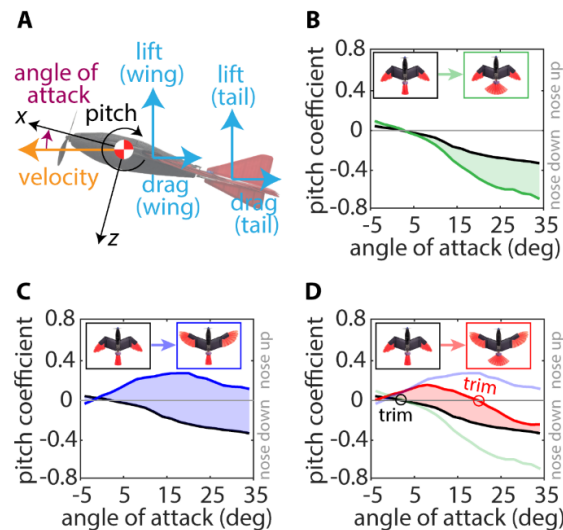 A
lift
(wing)
lift
(tail)
angle of
attack
pitch
x
velocity
drag
(wing)
drag
(tail)
z
B
0.8
0.4
0
-0.4
-0.8
pitch coefficient
nose up
nose down
-5 5 15 25 35
angle of attack (deg)
C
0.8
0.4
0
-0.4
-0.8
pitch coefficient
nose up
nose down
-5 5 15 25 35
angle of attack (deg)
D
0.8
0.4
0
-0.4
-0.8
pitch coefficient
trim
trim
nose up
nose down
-5 5 15 25 35
angle of attack (deg)